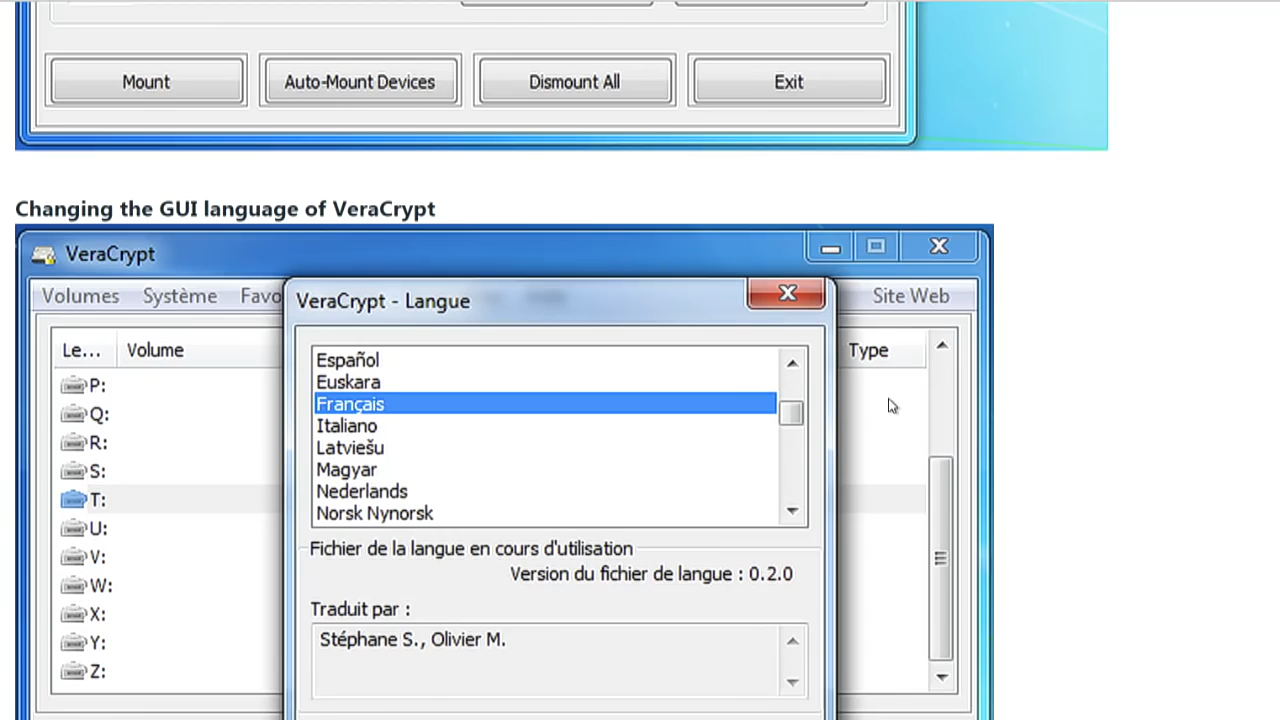 Mount Auto-Mount Devices Dismount All Exit
Changing the GUI language of VeraCrypt
VeraCrypt
Volumes Système Favo Site Web
VeraCrypt - Langue
Le... Volume Type
Español
Euskara
Français
Italiano
Latviešu
Magyar
Nederlands
Norsk Nynorsk
P:
Q:
R:
S:
T:
U:
V:
W:
X:
Y:
Z:
Fichier de la langue en cours d'utilisation
Version du fichier de langue : 0.2.0
Traduit par :
Stéphane S., Olivier M.